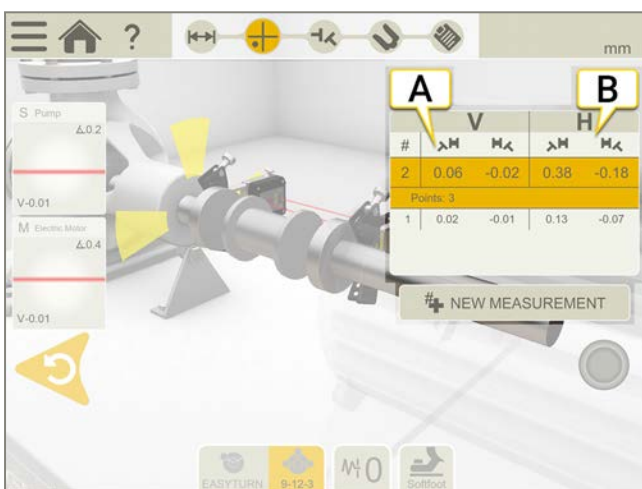 ?
mm
A
B
S Pump
∡0.2
V-0.01
M Electric Motor
∡0.4
V-0.01
V H
#
2 0.06 -0.02 0.38 -0.18
Points: 3
1 0.02 -0.01 0.13 -0.07
# NEW MEASUREMENT
EASYTURN
9-12-3
0
Softfoot